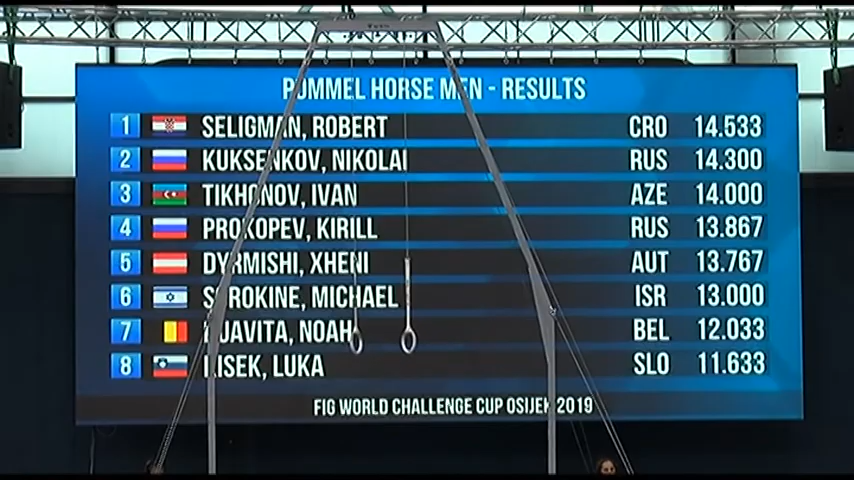 POMMEL HORSE MEN - RESULTS
1 SELIGMAN, ROBERT CRO 14.533
2 KUKSENKOV, NIKOLAI RUS 14.300
3 TIKHONOV, IVAN AZE 14.000
4 PROKOPEV, KIRILL RUS 13.867
5 DYRMISHI, XHENI AUT 13.767
6 MICHAEL ISR 13.000
7 NOAH BEL 12.033
8 LUKA SLO 11.633
FIG WORLD CHALLENGE CUP OSIJEK 2019